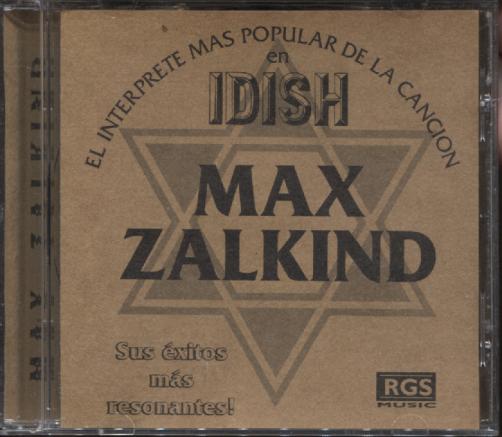 EL INTERPRETE MAS POPULAR DE LA CANCION
en
IDISH
MAX
ZALKIND
Sus éxitos
más
resonantes!
RGS
MUSIC
MAX ZALKIND